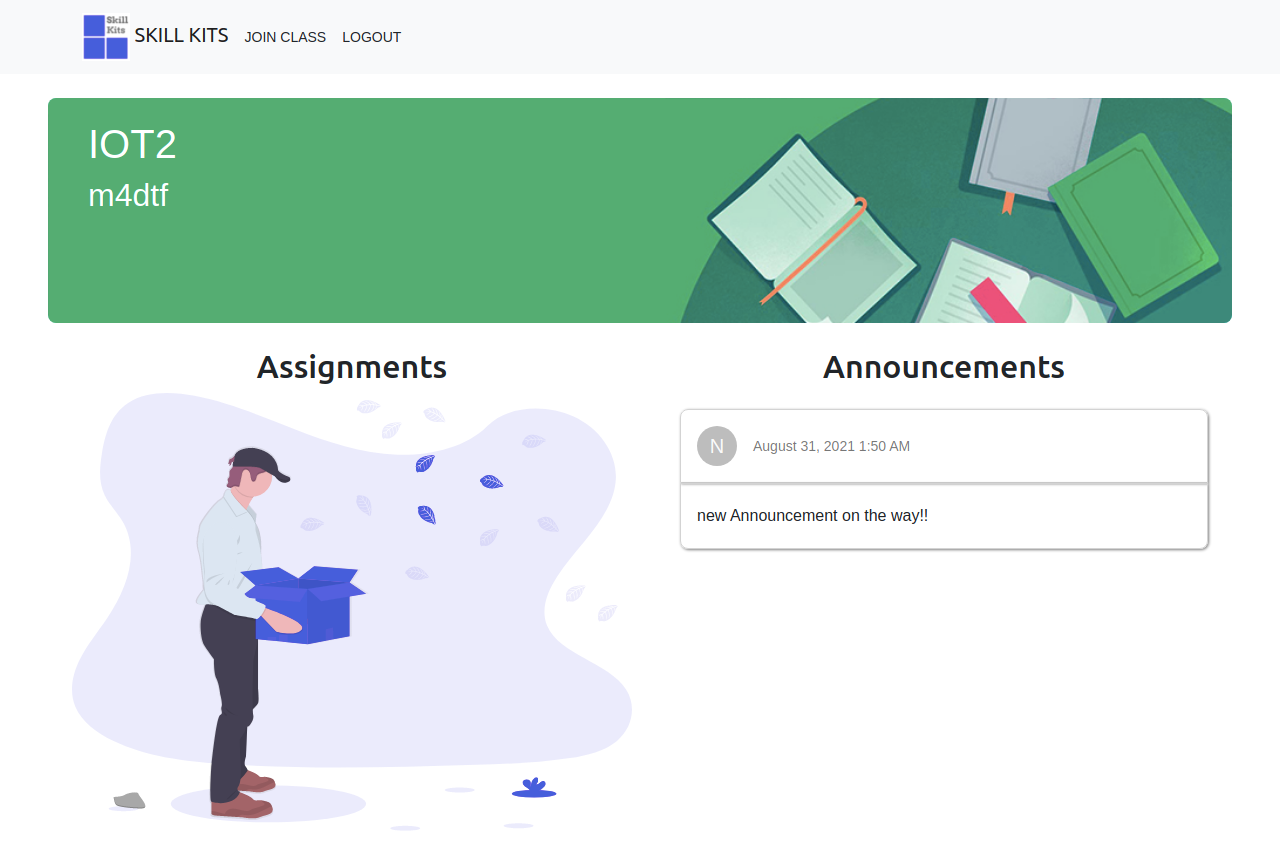 Skill
Kits
SKILL KITS
JOIN CLASS
LOGOUT
IOT2
m4dtf
Assignments
Announcements
N
August 31, 2021 1:50 AM
new Announcement on the way!!